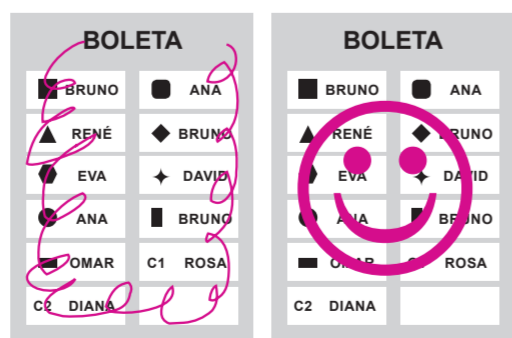 BOLETA
BRUNO ANA
RENÉ BRUNO
EVA DAVID
ANA BRUNO
OMAR C1 ROSA
C2 DIANA
BOLETA
BRUNO ANA
RENÉ BRUNO
EVA DAVID
ANA BRUNO
OMAR C1 ROSA
C2 DIANA